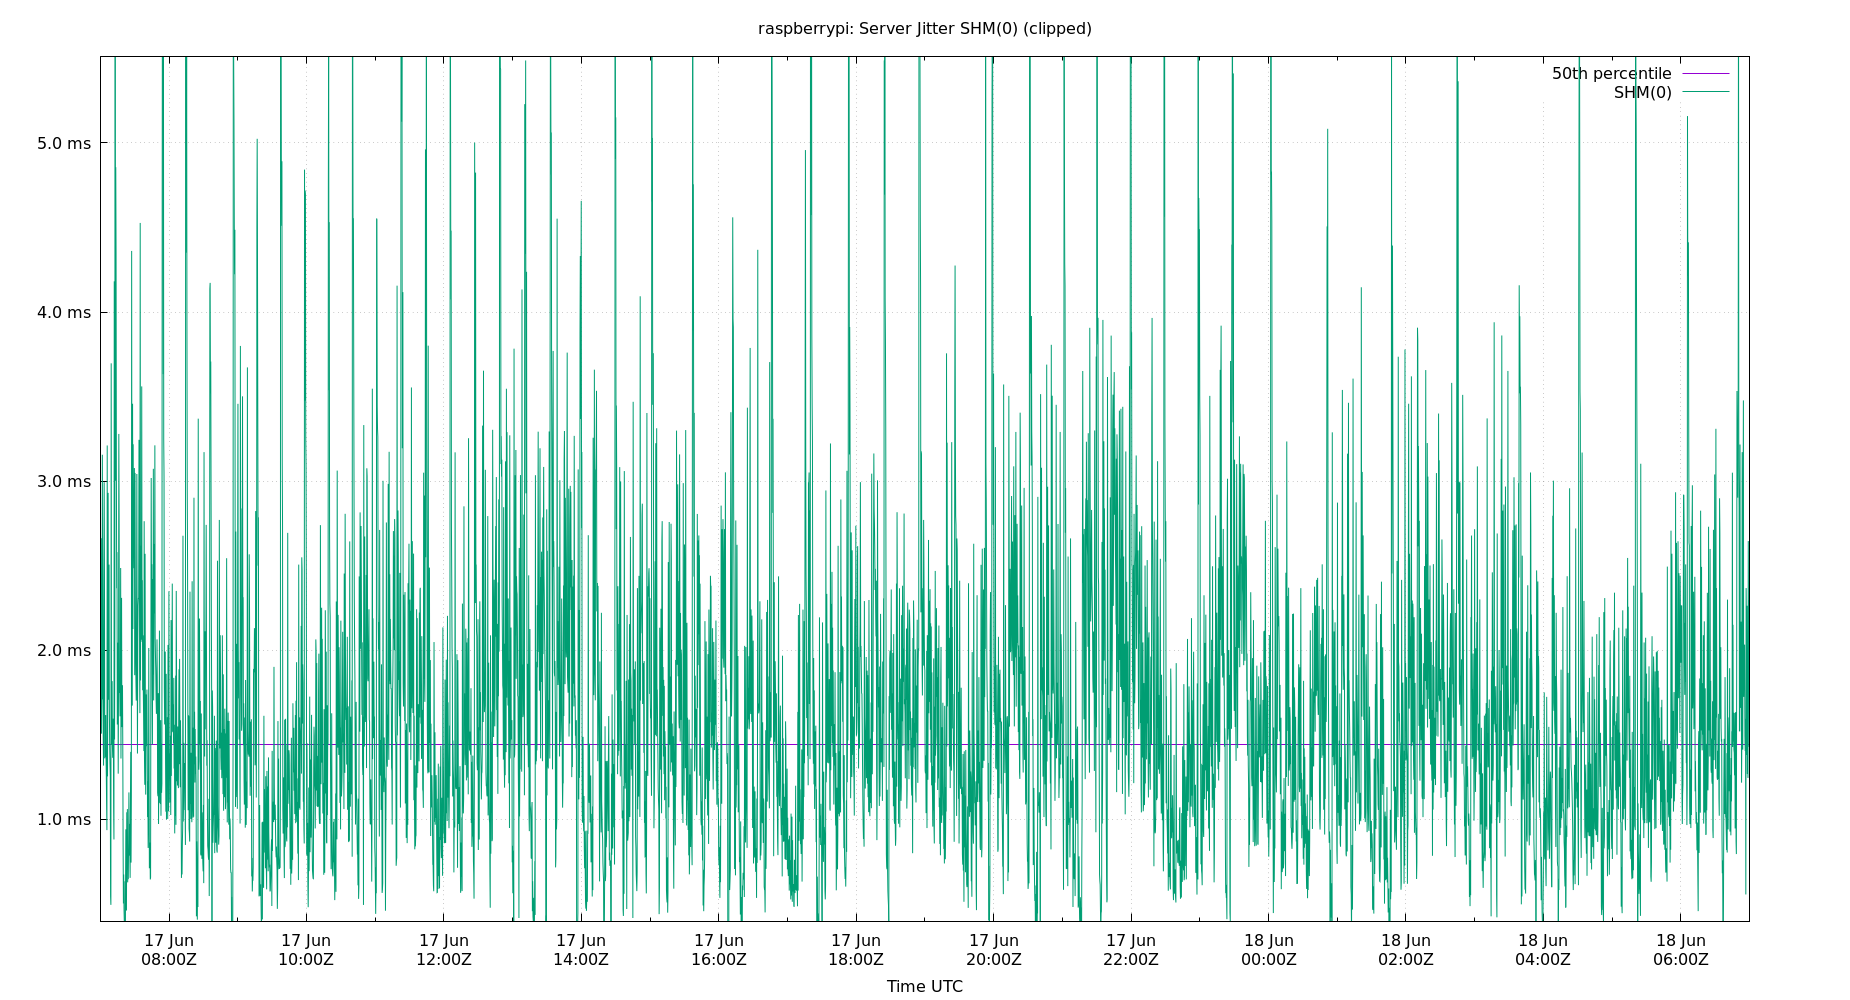 raspberrypi: Server Jitter SHM(0) (clipped)
50th percentile
SHM(0)
5.0 ms
4.0 ms
3.0 ms
2.0 ms
1.0 ms
17 Jun 17 Jun 17 Jun 17 Jun 17 Jun 17 Jun 17 Jun 17 Jun 18 Jun 18 Jun 18 Jun 18 Jun
08:00Z 10:00Z 12:00Z 14:00Z 16:00Z 18:00Z 20:00Z 22:00Z 00:00Z 02:00Z 04:00Z 06:00Z
Time UTC